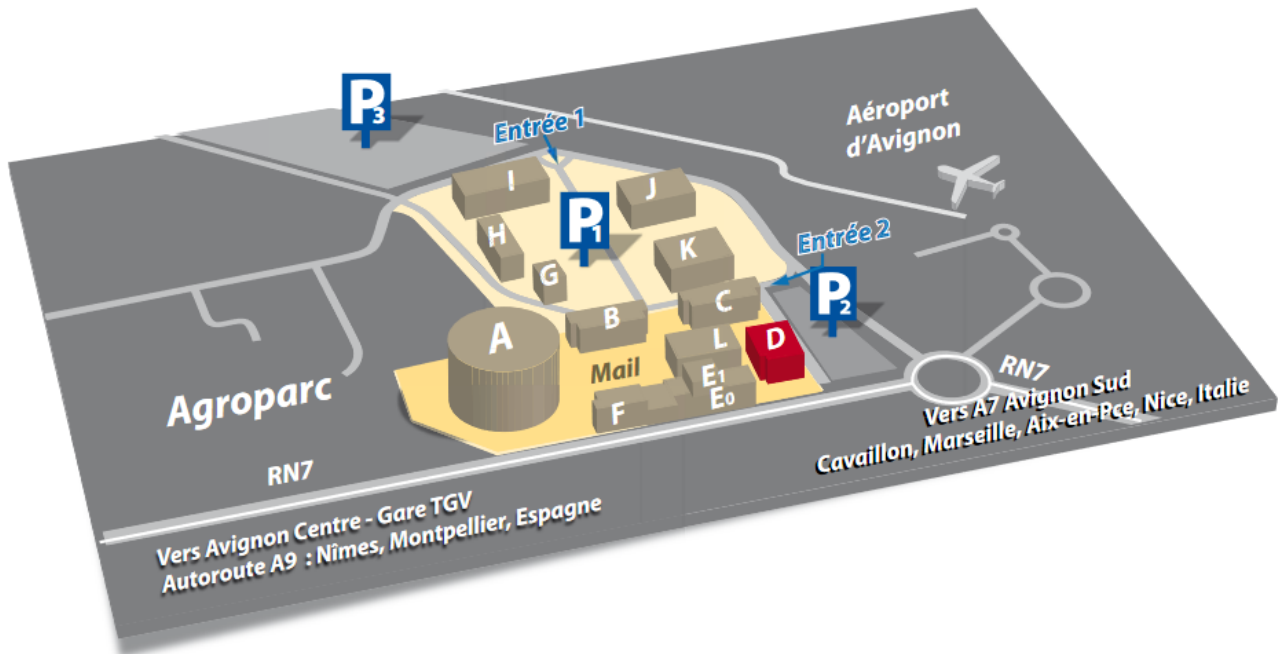 P3
Entrée 1
Aéroport
d'Avignon
I
J
P1
H
K
Entrée 2
G
C
P2
B
A
L
D
Mail
E1
E0
F
Agroparc
RN7
Vers A7 Avignon Sud
Cavaillon, Marseille, Aix-en-Pce, Nice, Italie
RN7
Vers Avignon Centre - Gare TGV
Autoroute A9 : Nîmes, Montpellier, Espagne